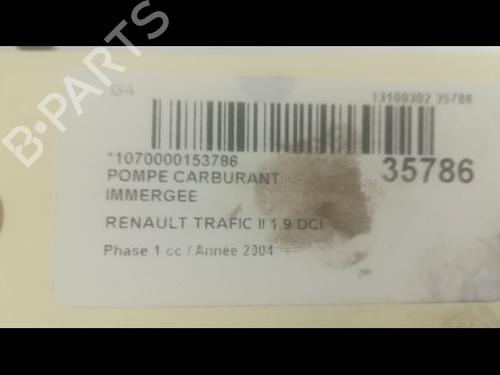 B-PARTS
G4
13100302 35786
*1070000153786
35786
POMPE CARBURANT
IMMERGEE
RENAULT TRAFIC II 1.9 DCI
Phase 1 cc / Année 2004